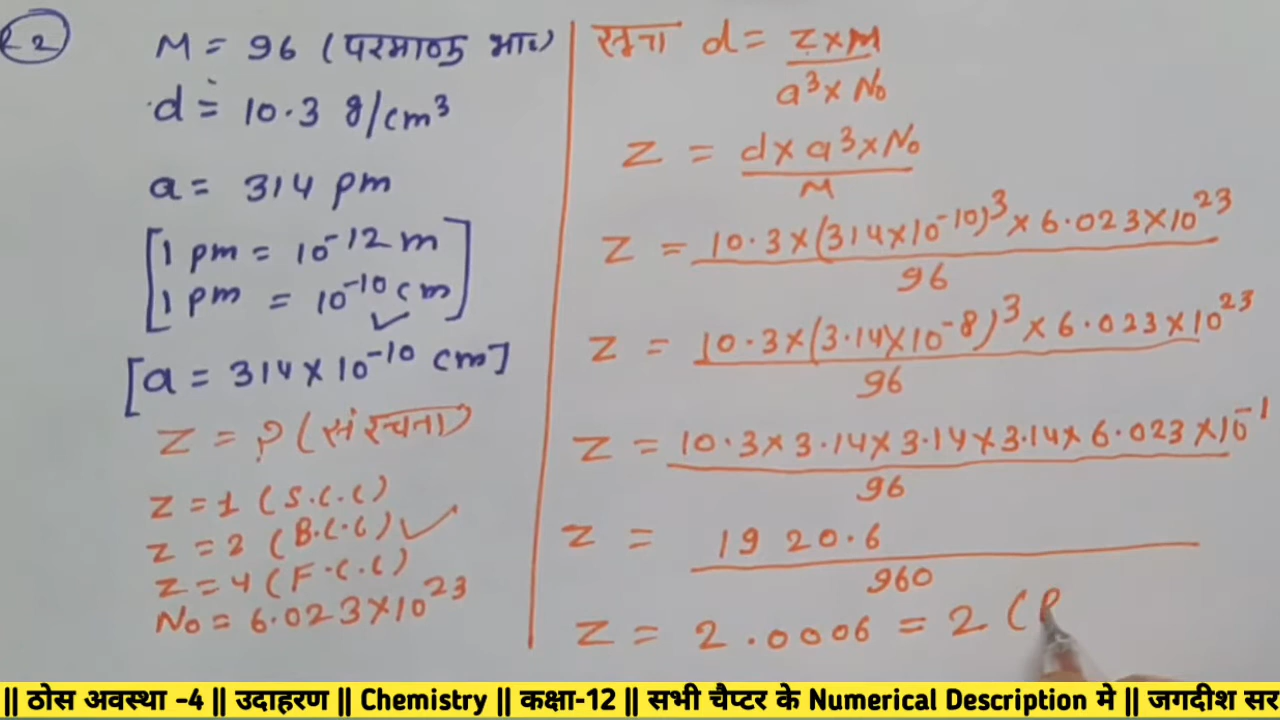 2
M = 96 (परमाणु भार)
d = 10.3 g/cm³
a = 314 pm
[1 pm = 10⁻¹² m
1 pm = 10⁻¹⁰ cm]
[a = 314×10⁻¹⁰ cm]
Z = ? (संरचना)
Z = 1 (S.C.C)
Z = 2 (B.C.C) ✓
Z = 4 (F.C.C)
N₀ = 6.023×10²³
सूत्र d = Z×M / a³×N₀
Z = d×a³×N₀ / M
Z = 10.3×(314×10⁻¹⁰)³×6.023×10²³ / 96
Z = 10.3×(3.14×10⁻⁸)³×6.023×10²³ / 96
Z = 10.3×3.14×3.14×3.14×6.023×10⁻¹ / 96
Z = 1920.6 / 960
Z = 2.0006 = 2 (
|| ठोस अवस्था -4 || उदाहरण || Chemistry || कक्षा-12 || सभी चैप्टर के Numerical Description मे || जगदीश सर